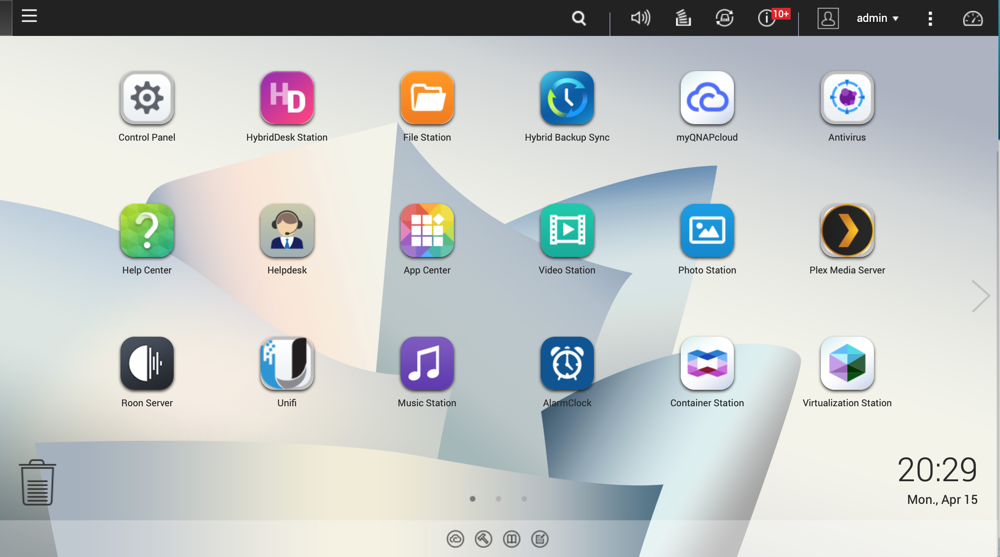 10+
admin
Control Panel
HybridDesk Station
File Station
Hybrid Backup Sync
myQNAPcloud
Antivirus
Help Center
Helpdesk
App Center
Video Station
Photo Station
Plex Media Server
Roon Server
Unifi
Music Station
AlarmClock
Container Station
Virtualization Station
20:29
Mon., Apr 15